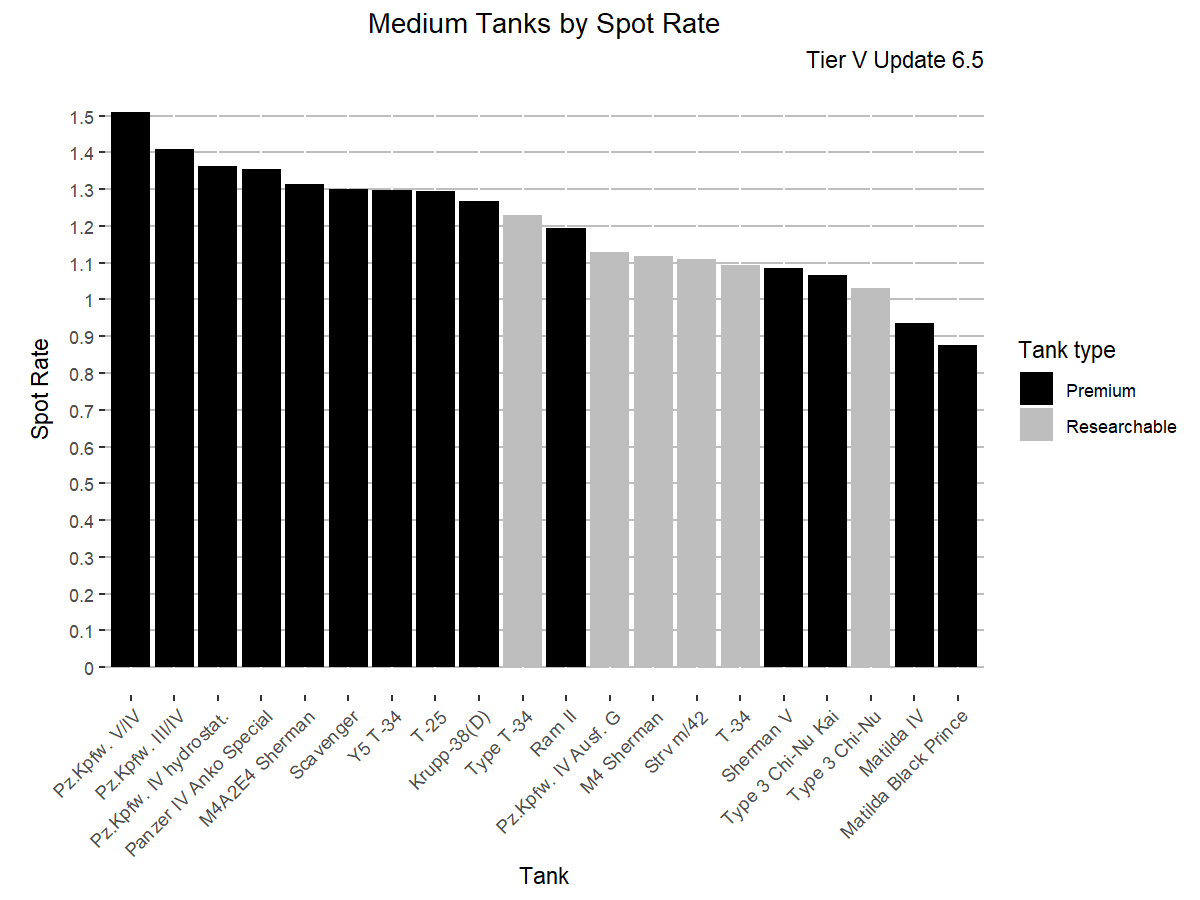 Medium Tanks by Spot Rate
Tier V Update 6.5
1.5
1.4
1.3
1.2
1.1
1
0.9
0.8
0.7
0.6
0.5
0.4
0.3
0.2
0.1
0
Spot Rate
Pz.Kpfw. V/IV
Pz.Kpfw. III/IV
Pz.Kpfw. IV hydrostat.
Panzer IV Anko Special
M4A2E4 Sherman
Scavenger
Y5 T-34
T-25
Krupp-38(D)
Type T-34
Ram II
Pz.Kpfw. IV Ausf. G
M4 Sherman
Strv m/42
T-34
Sherman V
Type 3 Chi-Nu Kai
Type 3 Chi-Nu
Matilda IV
Matilda Black Prince
Tank
Tank type
Premium
Researchable